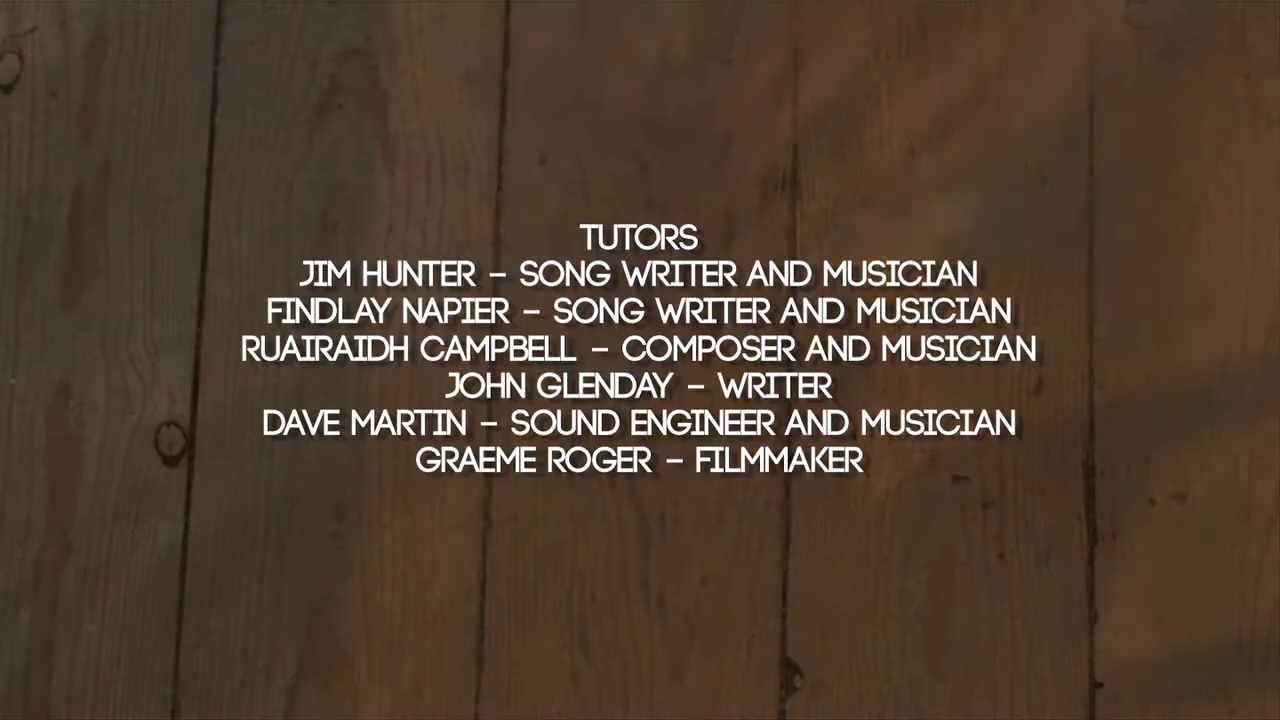 TUTORS
JIM HUNTER – SONG WRITER AND MUSICIAN
FINDLAY NAPIER – SONG WRITER AND MUSICIAN
RUAIRAIDH CAMPBELL – COMPOSER AND MUSICIAN
JOHN GLENDAY – WRITER
DAVE MARTIN – SOUND ENGINEER AND MUSICIAN
GRAEME ROGER – FILMMAKER